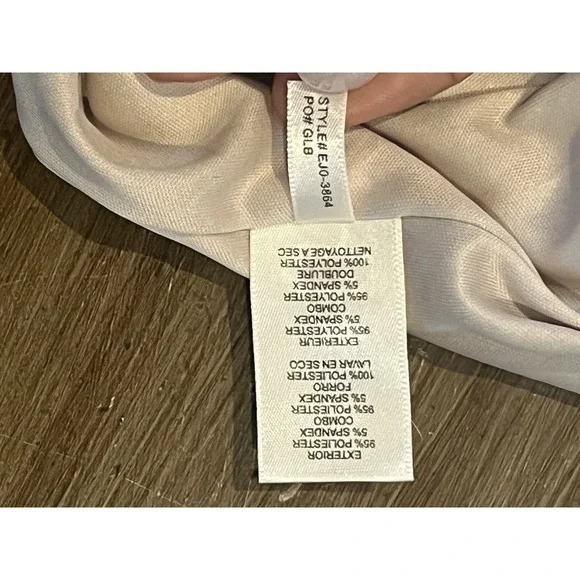 STYLE# EJ0-3864
PO# GLB
EXTERIOR
95% POLIESTER
5% SPANDEX
COMBO
95% POLIESTER
5% SPANDEX
FORRO
100% POLIESTER
LAVAR EN SECO
EXTERIEUR
95% POLYESTER
5% SPANDEX
COMBO
95% POLYESTER
5% SPANDEX
DOUBLURE
100% POLYESTER
NETTOYAGE A SEC